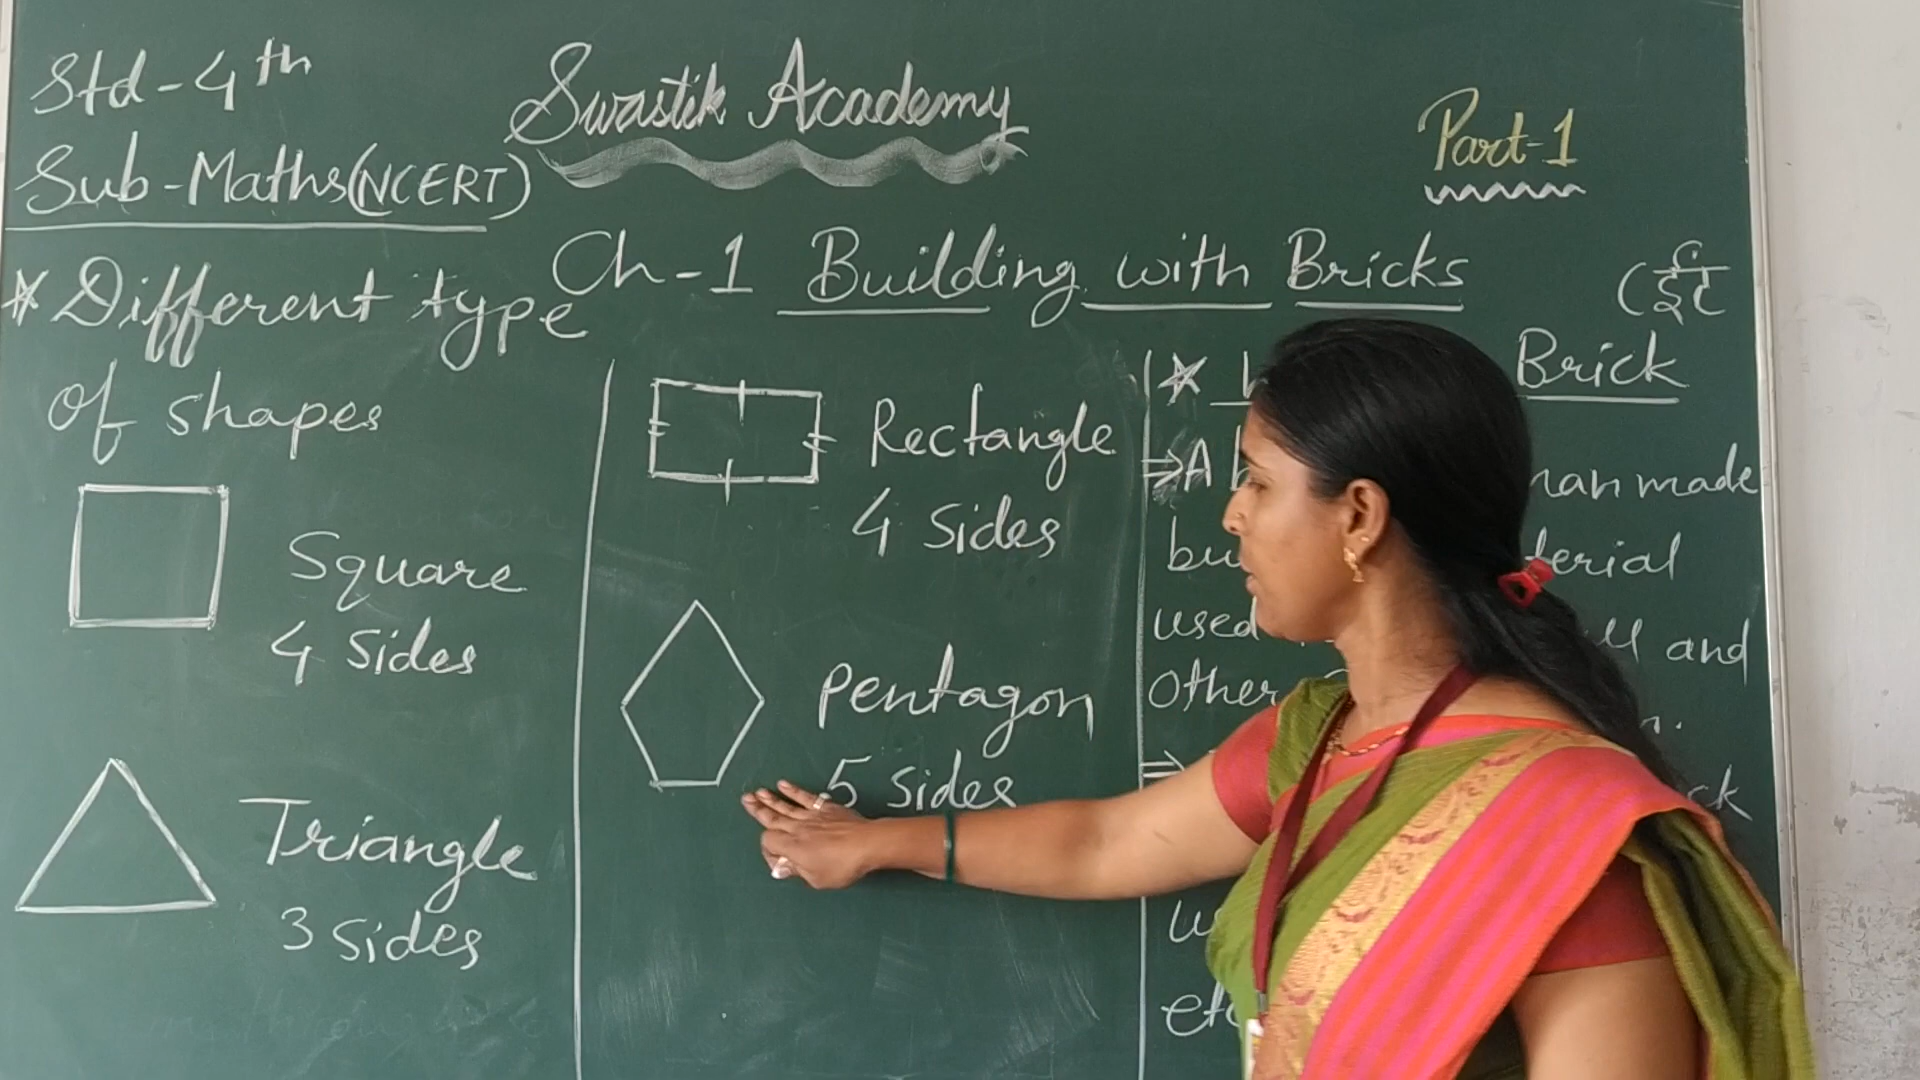 Std-4th
Sub-Maths(NCERT)
Swastik Academy
Part-1
Ch-1 Building with Bricks
* Different type
of shapes
Square
4 Sides
Triangle
3 Sides
Rectangle
4 Sides
Pentagon
5 Sides
* Brick
⇒ A man made
used and
Other
etc